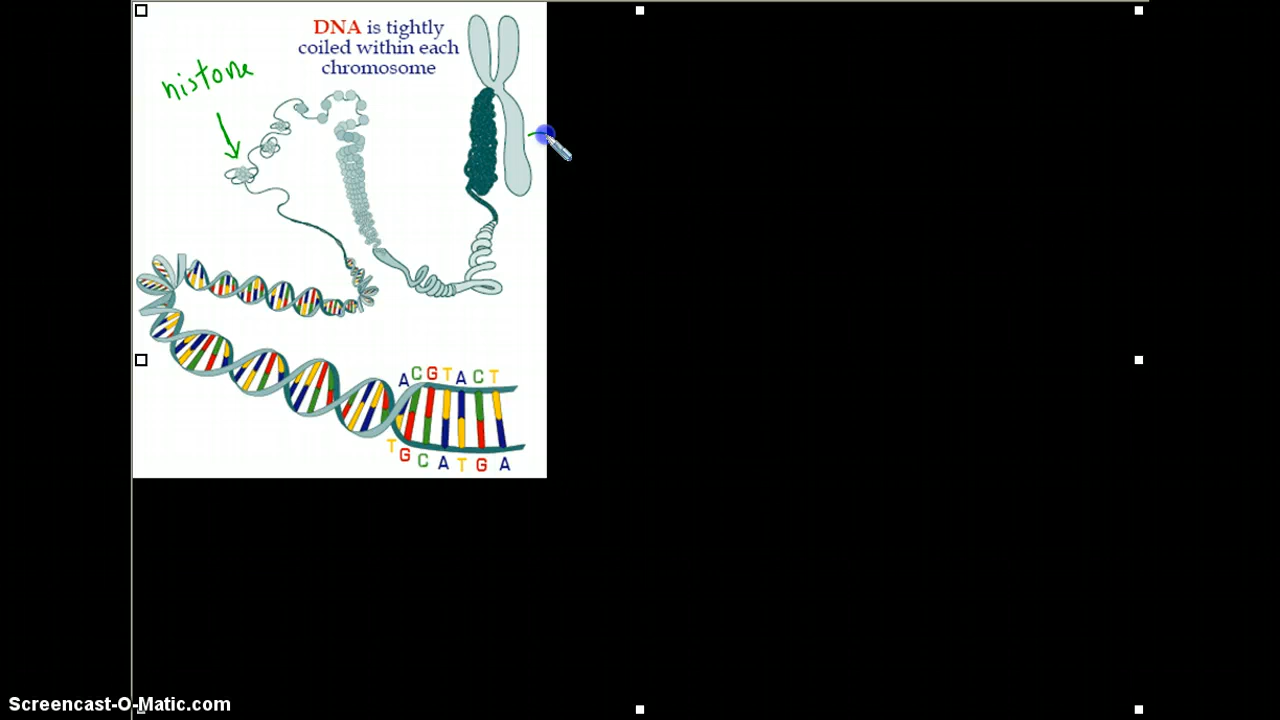 DNA is tightly
coiled within each
chromosome
histone
ACGTACT
TGCATGA
Screencast-O-Matic.com